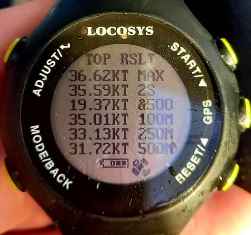 LOCOSYS
ADJUST/
START/
GPS
MODE/BACK
RESET/
TOP RSLT
36.62KT MAX
35.59KT 2S
19.37KT @500
35.01KT 100M
33.13KT 250M
31.72KT 500M